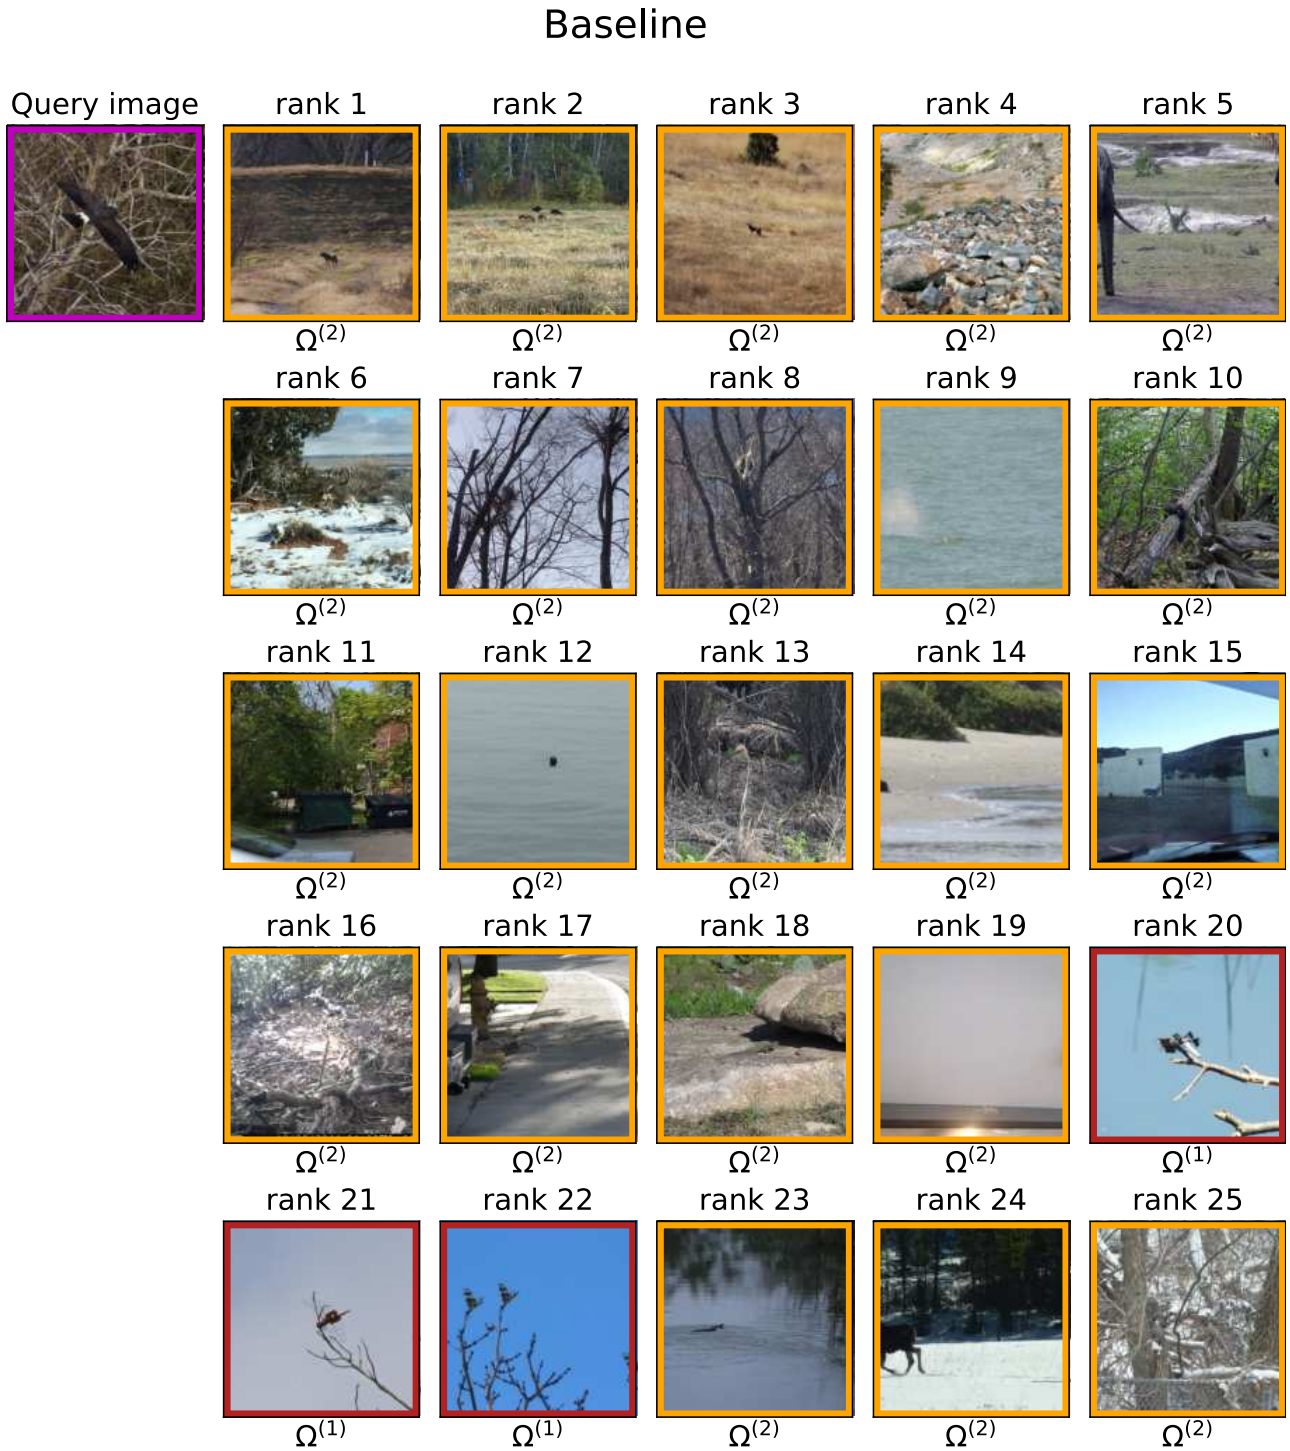 Baseline
Query image rank 1 rank 2 rank 3 rank 4 rank 5
Ω(2) Ω(2) Ω(2) Ω(2) Ω(2)
rank 6 rank 7 rank 8 rank 9 rank 10
Ω(2) Ω(2) Ω(2) Ω(2) Ω(2)
rank 11 rank 12 rank 13 rank 14 rank 15
Ω(2) Ω(2) Ω(2) Ω(2) Ω(2)
rank 16 rank 17 rank 18 rank 19 rank 20
Ω(2) Ω(2) Ω(2) Ω(2) Ω(1)
rank 21 rank 22 rank 23 rank 24 rank 25
Ω(1) Ω(1) Ω(2) Ω(2) Ω(2)